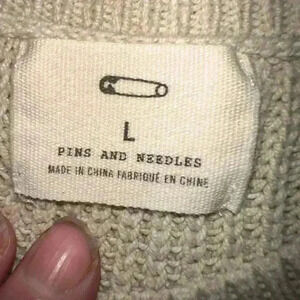 L
PINS AND NEEDLES
MADE IN CHINA FABRIQUÉ EN CHINE